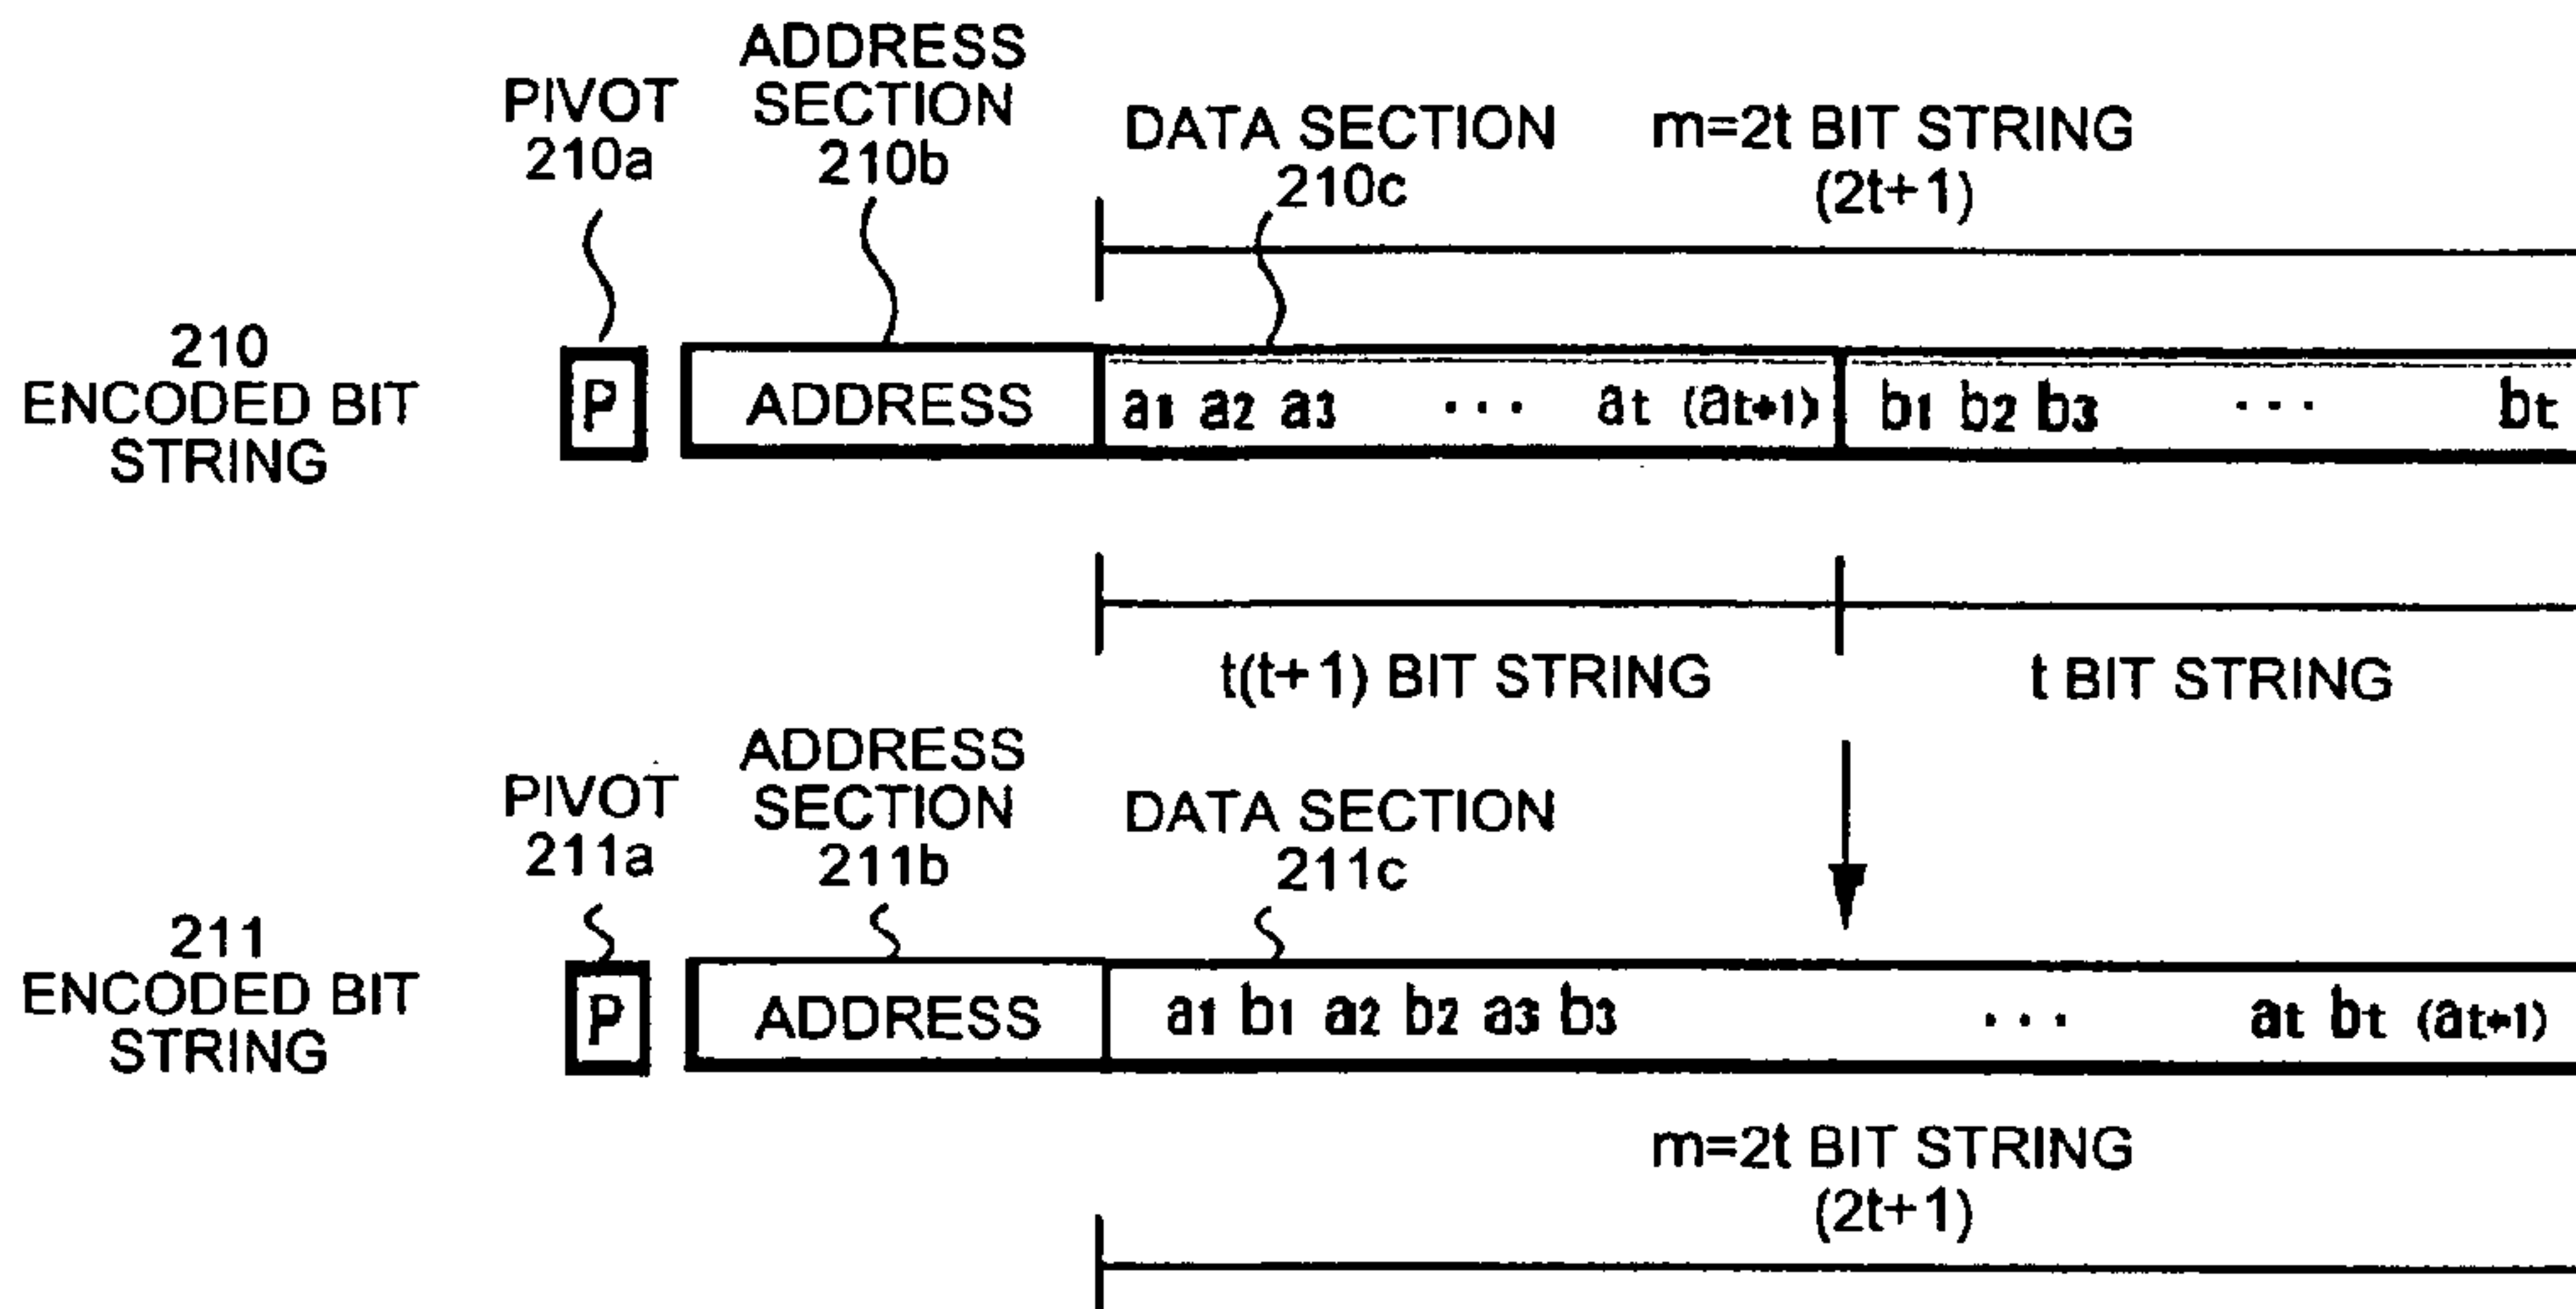 ADDRESS
SECTION
210b
PIVOT
210a
DATA SECTION
210c
m=2t BIT STRING
(2t+1)
210
ENCODED BIT
STRING
P
ADDRESS
a1 a2 a3 ··· at (at+1) b1 b2 b3 ··· bt
t(t+1) BIT STRING
t BIT STRING
ADDRESS
SECTION
211b
PIVOT
211a
DATA SECTION
211c
211
ENCODED BIT
STRING
P
ADDRESS
a1 b1 a2 b2 a3 b3 ··· at bt (at+1)
m=2t BIT STRING
(2t+1)